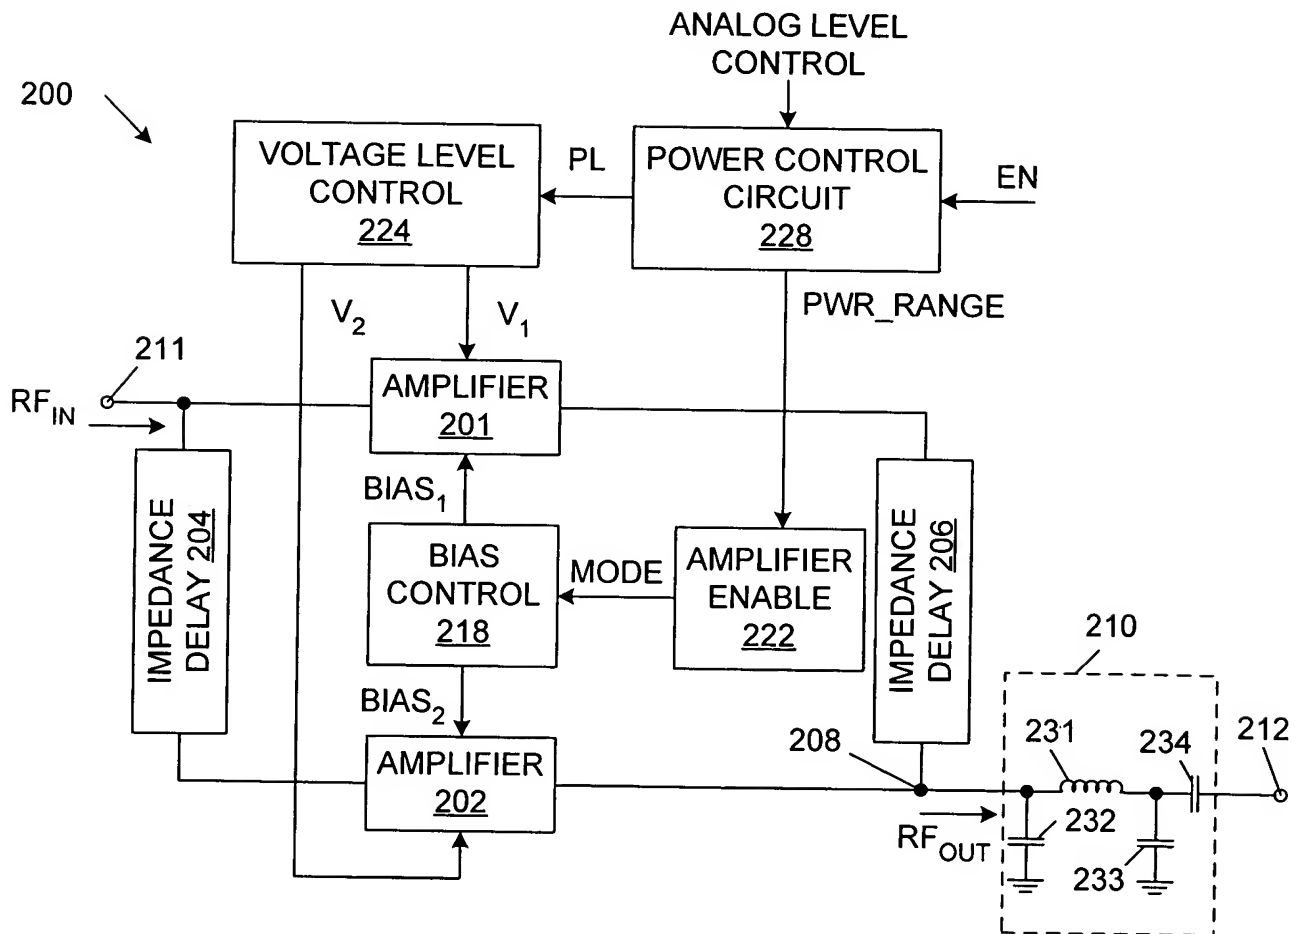 ANALOG LEVEL
CONTROL
200
VOLTAGE LEVEL
CONTROL
224
PL
POWER CONTROL
CIRCUIT
228
EN
V2
V1
PWR_RANGE
211
RFIN
AMPLIFIER
201
BIAS1
IMPEDANCE
DELAY 204
BIAS
CONTROL
218
MODE
AMPLIFIER
ENABLE
222
IMPEDANCE
DELAY 206
BIAS2
AMPLIFIER
202
208
RFOUT
210
231
234
212
232
233